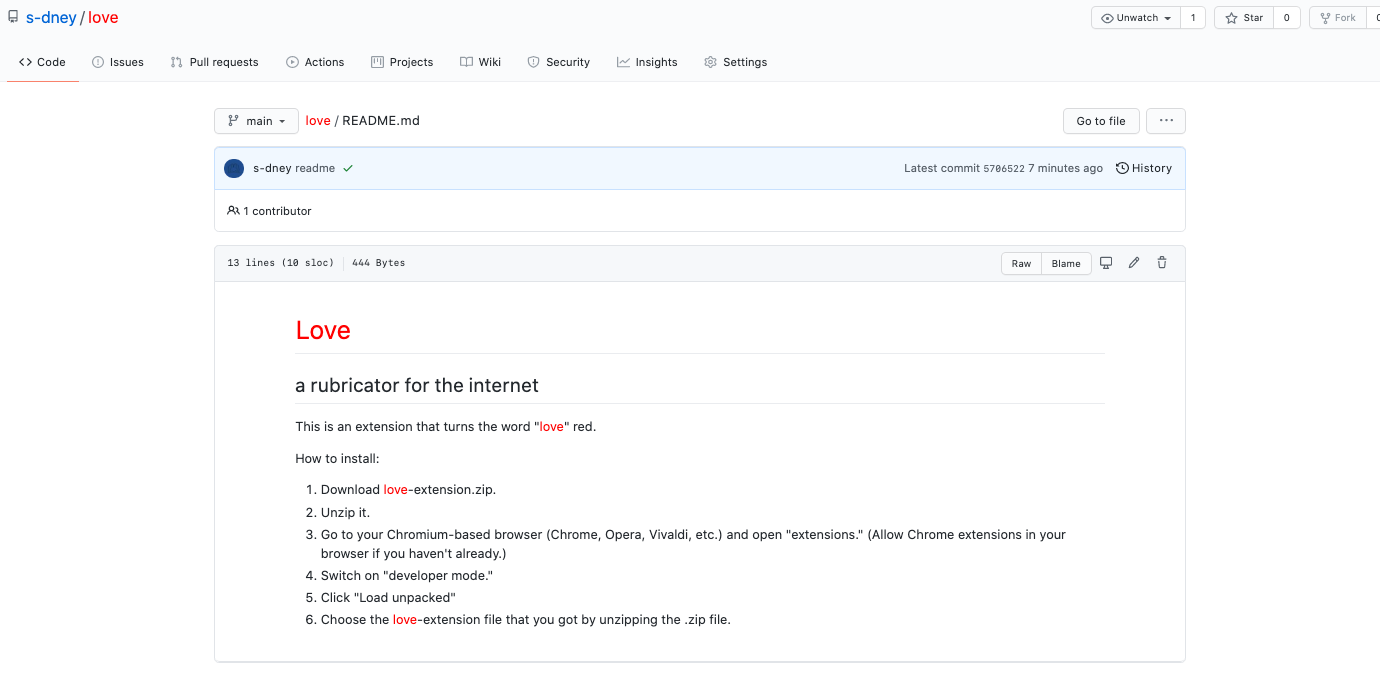 s-dney / love
Unwatch 1 Star 0 Fork
Code Issues Pull requests Actions Projects Wiki Security Insights Settings
main love / README.md Go to file ...
s-dney readme Latest commit 5706522 7 minutes ago History
1 contributor
13 lines (10 sloc) 444 Bytes Raw Blame
Love
a rubricator for the internet
This is an extension that turns the word "love" red.
How to install:
1. Download love-extension.zip.
2. Unzip it.
3. Go to your Chromium-based browser (Chrome, Opera, Vivaldi, etc.) and open "extensions." (Allow Chrome extensions in your
browser if you haven't already.)
4. Switch on "developer mode."
5. Click "Load unpacked"
6. Choose the love-extension file that you got by unzipping the .zip file.